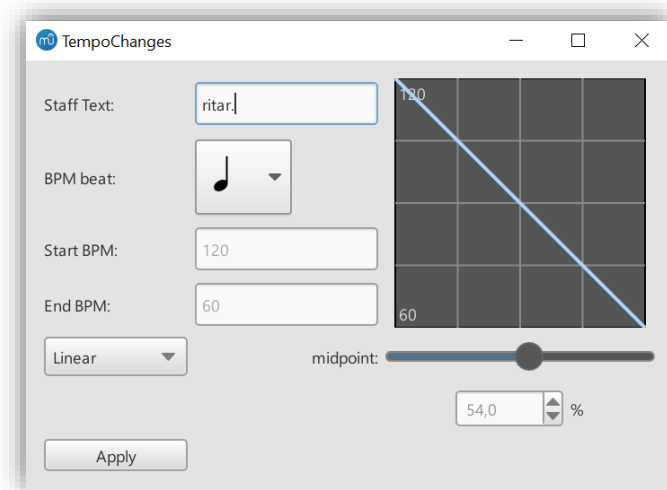 TempoChanges
Staff Text:
ritar.
BPM beat:
Start BPM:
120
End BPM:
60
Linear
Apply
120
60
midpoint:
54,0
%